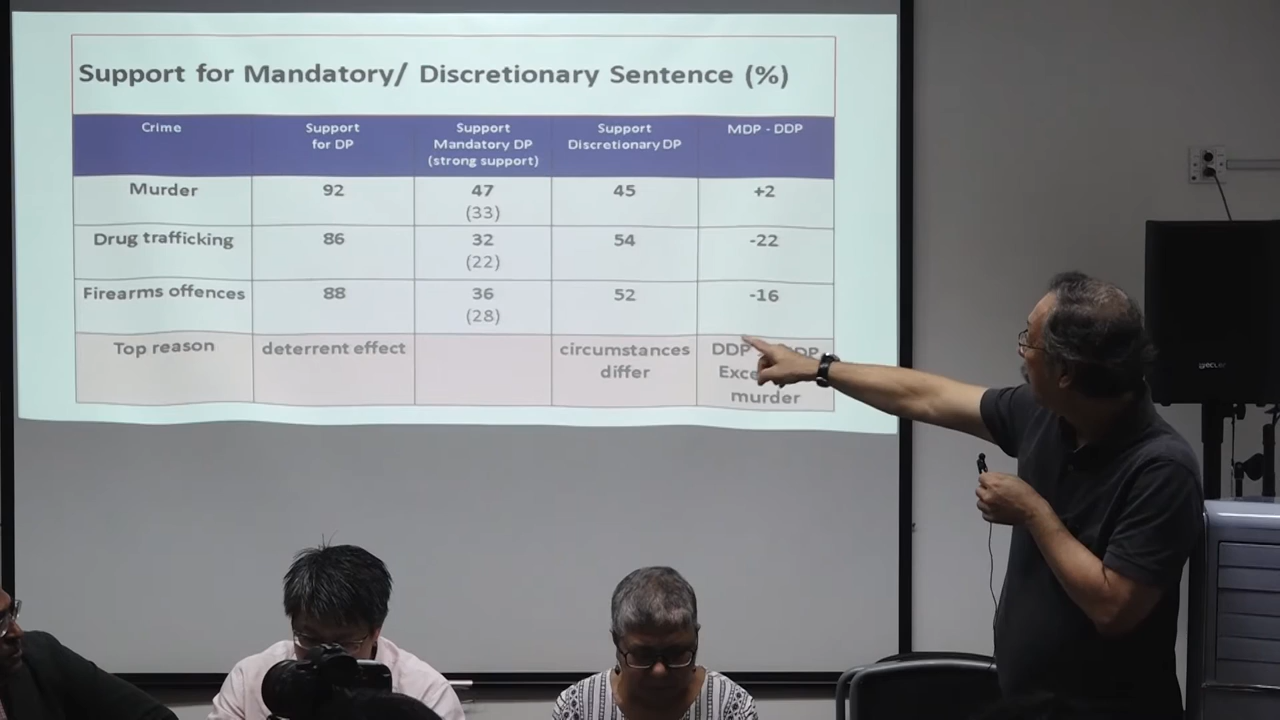 Support for Mandatory/ Discretionary Sentence (%)
Crime
Support
for DP
Support
Mandatory DP
(strong support)
Support
Discretionary DP
MDP - DDP
Murder
92
47
(33)
45
+2
Drug trafficking
86
32
(22)
54
-22
Firearms offences
88
36
(28)
52
-16
Top reason
deterrent effect
circumstances
differ
DDP
murder